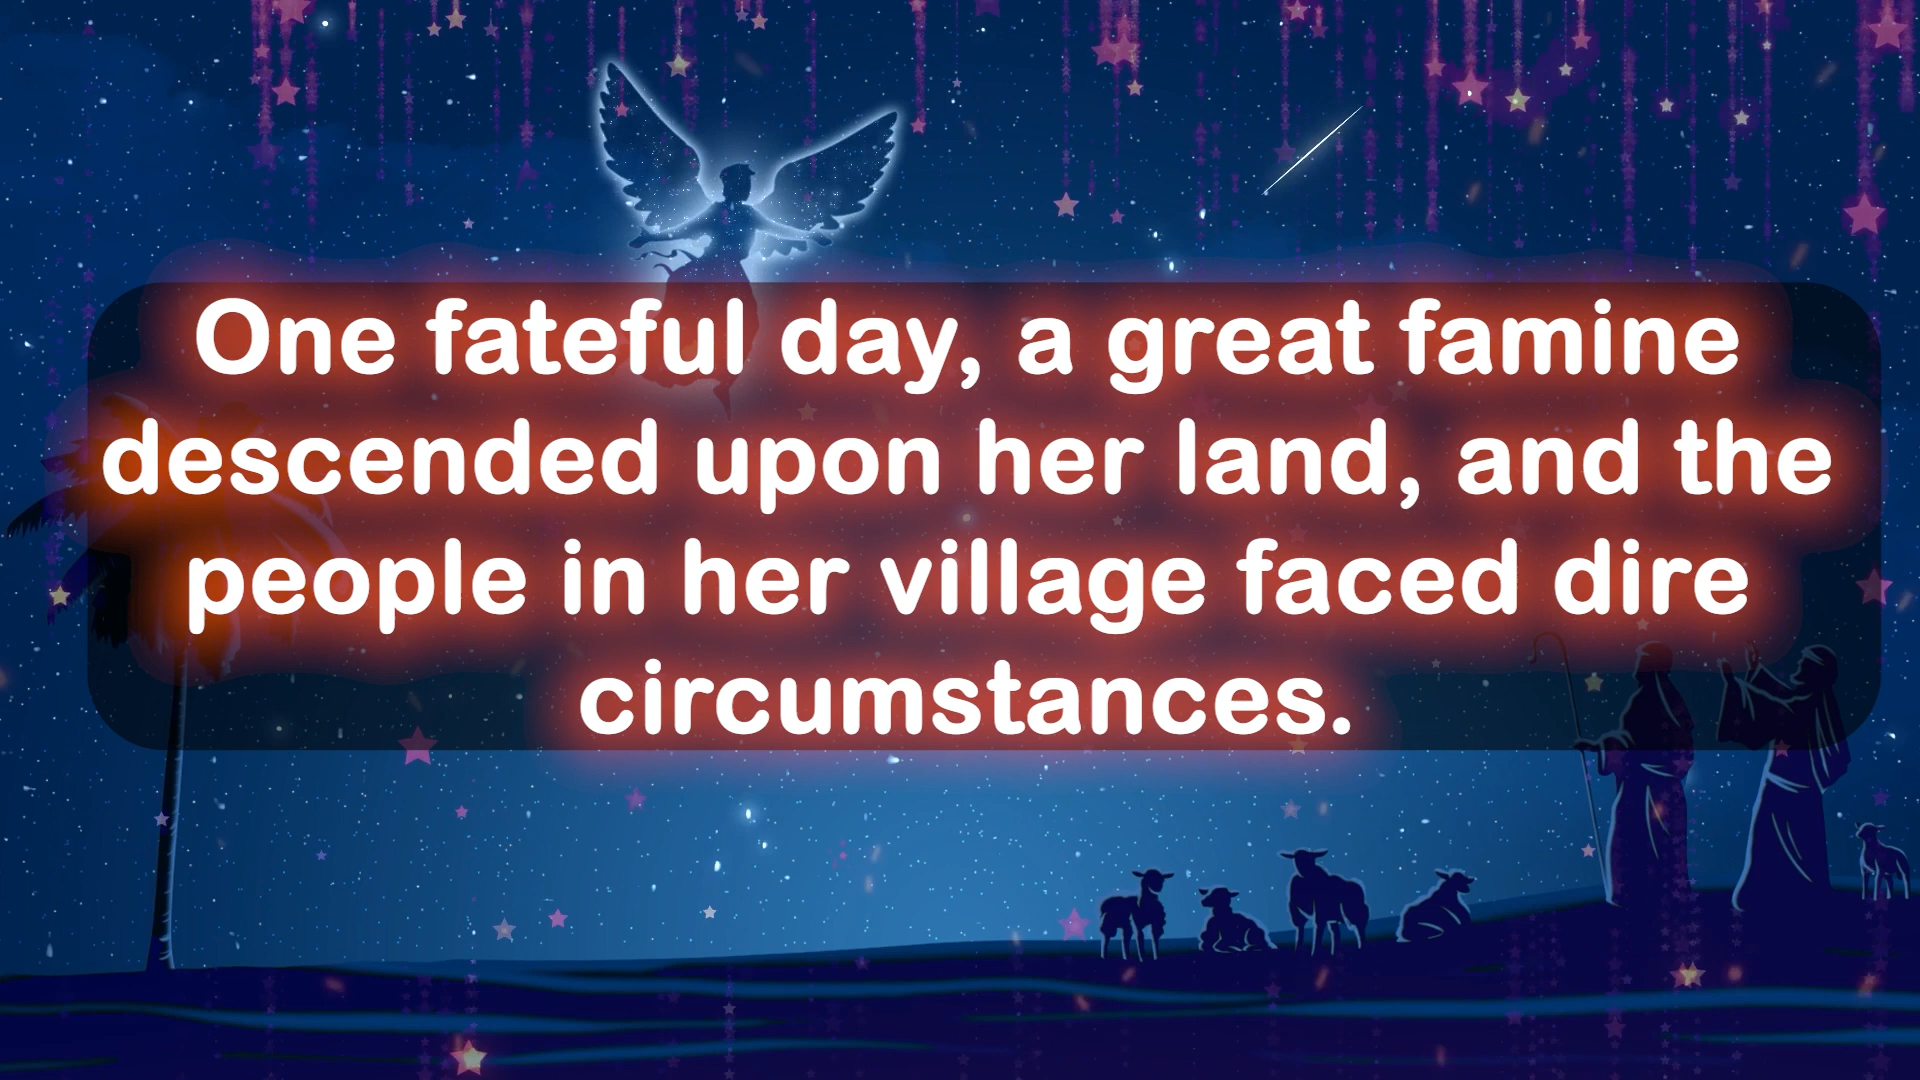 One fateful day, a great famine
descended upon her land, and the
people in her village faced dire
circumstances.